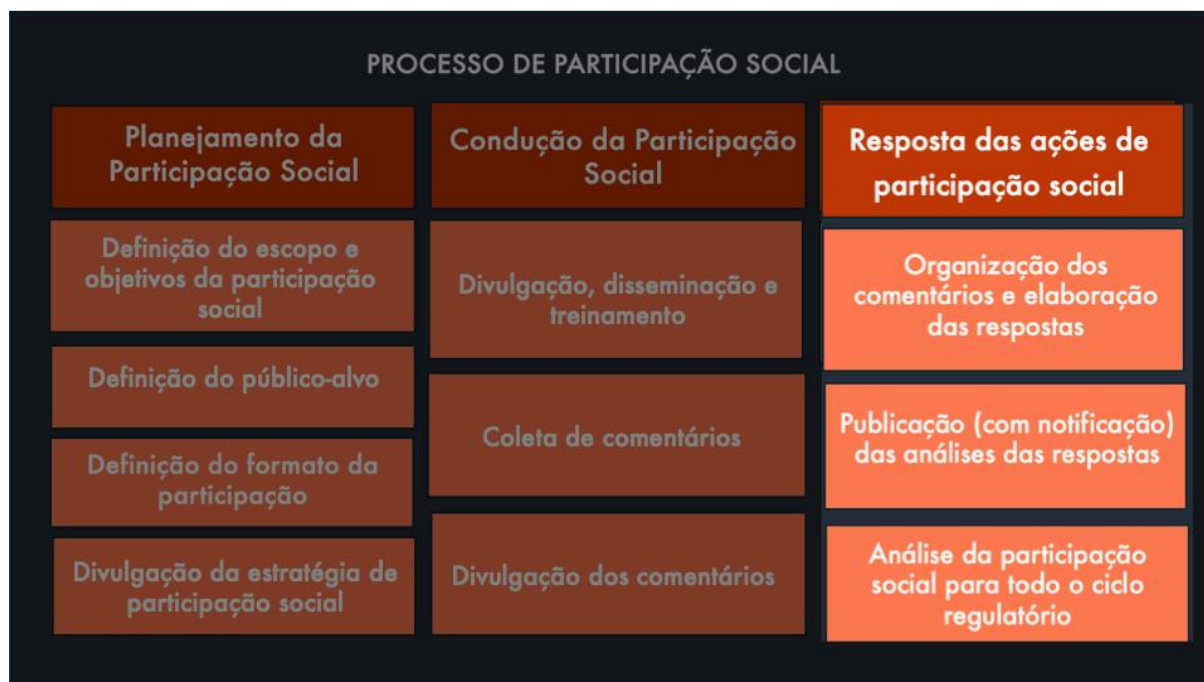 PROCESSO DE PARTICIPAÇÃO SOCIAL
Planejamento da
Participação Social
Definição do escopo e
objetivos da participação
social
Definição do público-alvo
Definição do formato da
participação
Divulgação da estratégia de
participação social
Condução da Participação
Social
Divulgação, disseminação e
treinamento
Coleta de comentários
Divulgação dos comentários
Resposta das ações de
participação social
Organização dos
comentários e elaboração
das respostas
Publicação (com notificação)
das análises das respostas
Análise da participação
social para todo o ciclo
regulatório